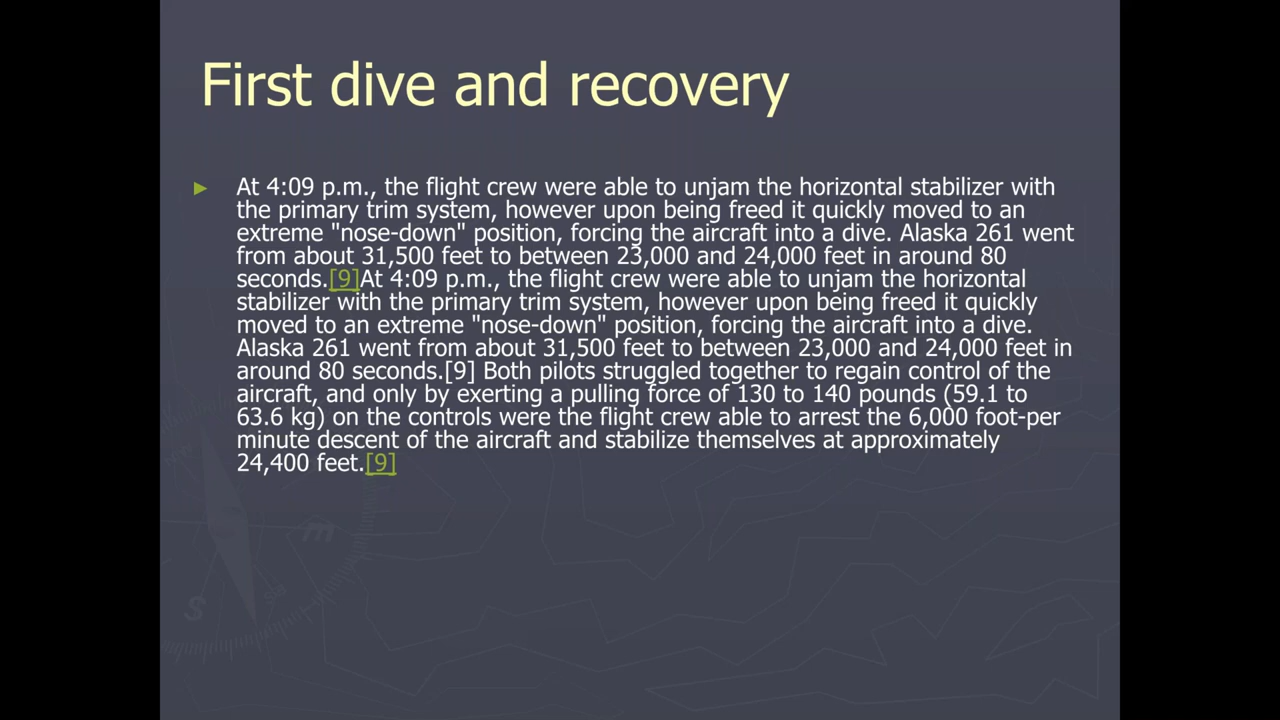 First dive and recovery
► At 4:09 p.m., the flight crew were able to unjam the horizontal stabilizer with
the primary trim system, however upon being freed it quickly moved to an
extreme "nose-down" position, forcing the aircraft into a dive. Alaska 261 went
from about 31,500 feet to between 23,000 and 24,000 feet in around 80
seconds.[9]At 4:09 p.m., the flight crew were able to unjam the horizontal
stabilizer with the primary trim system, however upon being freed it quickly
moved to an extreme "nose-down" position, forcing the aircraft into a dive.
Alaska 261 went from about 31,500 feet to between 23,000 and 24,000 feet in
around 80 seconds.[9] Both pilots struggled together to regain control of the
aircraft, and only by exerting a pulling force of 130 to 140 pounds (59.1 to
63.6 kg) on the controls were the flight crew able to arrest the 6,000 foot-per
minute descent of the aircraft and stabilize themselves at approximately
24,400 feet.[9]
m
S